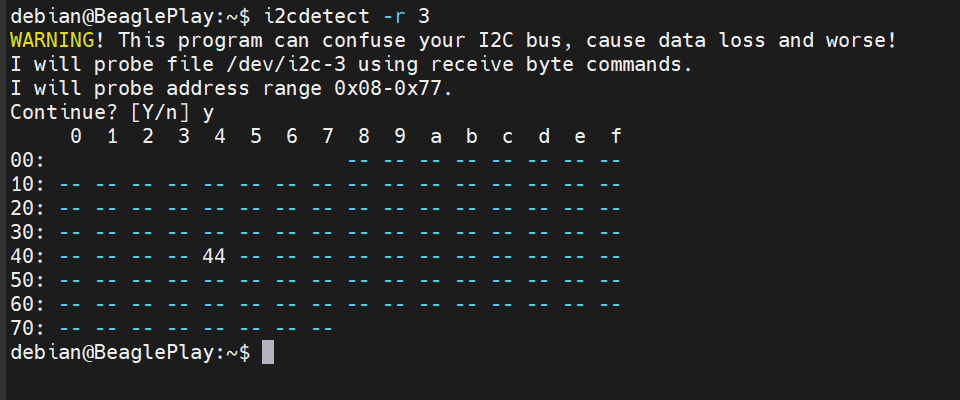 debian@BeaglePlay:~$ i2cdetect -r 3
WARNING! This program can confuse your I2C bus, cause data loss and worse!
I will probe file /dev/i2c-3 using receive byte commands.
I will probe address range 0x08-0x77.
Continue? [Y/n] y
     0  1  2  3  4  5  6  7  8  9  a  b  c  d  e  f
00:                         -- -- -- -- -- -- -- --
10: -- -- -- -- -- -- -- -- -- -- -- -- -- -- -- --
20: -- -- -- -- -- -- -- -- -- -- -- -- -- -- -- --
30: -- -- -- -- -- -- -- -- -- -- -- -- -- -- -- --
40: -- -- -- -- 44 -- -- -- -- -- -- -- -- -- -- --
50: -- -- -- -- -- -- -- -- -- -- -- -- -- -- -- --
60: -- -- -- -- -- -- -- -- -- -- -- -- -- -- -- --
70: -- -- -- -- -- -- -- --
debian@BeaglePlay:~$